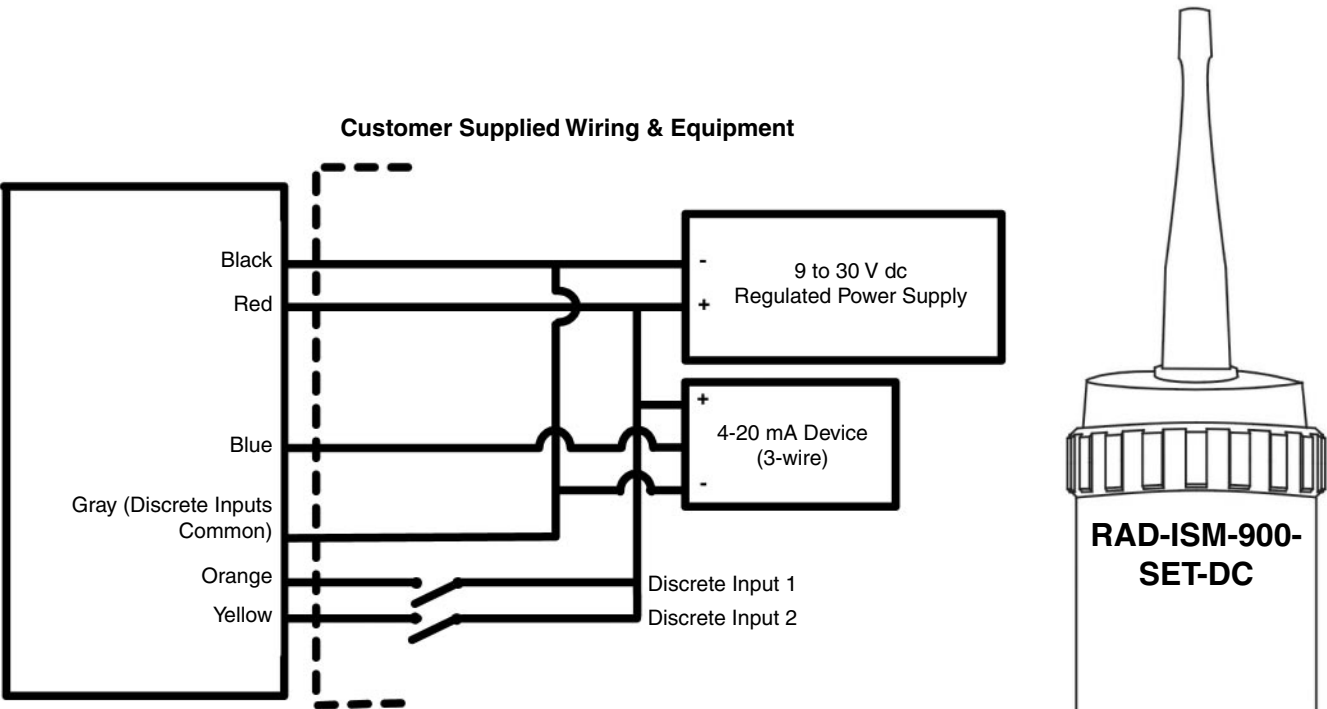 Customer Supplied Wiring & Equipment
Black
Red
Blue
Gray (Discrete Inputs
Common)
Orange
Yellow
-
+
9 to 30 V dc
Regulated Power Supply
+
4-20 mA Device
(3-wire)
-
Discrete Input 1
Discrete Input 2
RAD-ISM-900-
SET-DC